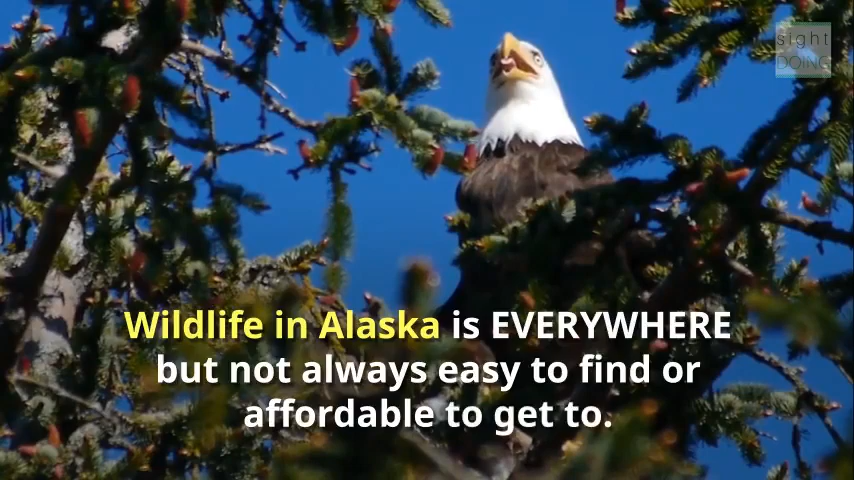 sight
DOING
Wildlife in Alaska is EVERYWHERE
but not always easy to find or
affordable to get to.